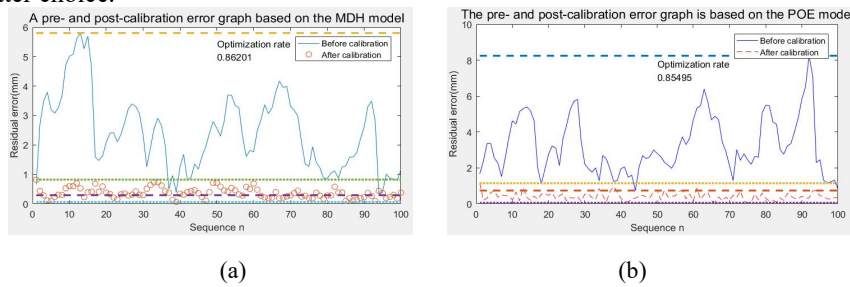 A pre- and post-calibration error graph based on the MDH model
Optimization rate
0.86201
Before calibration
After calibration
Residual error(mm)
6
5
4
3
2
1
0
0 10 20 30 40 50 60 70 80 90 100
Sequence n
(a)
The pre- and post-calibration error graph is based on the POE mode
Optimization rate
0.85495
Before calibration
After calibration
Residual error(mm)
10
8
6
4
2
0
0 10 20 30 40 50 60 70 80 90 100
Sequence n
(b)